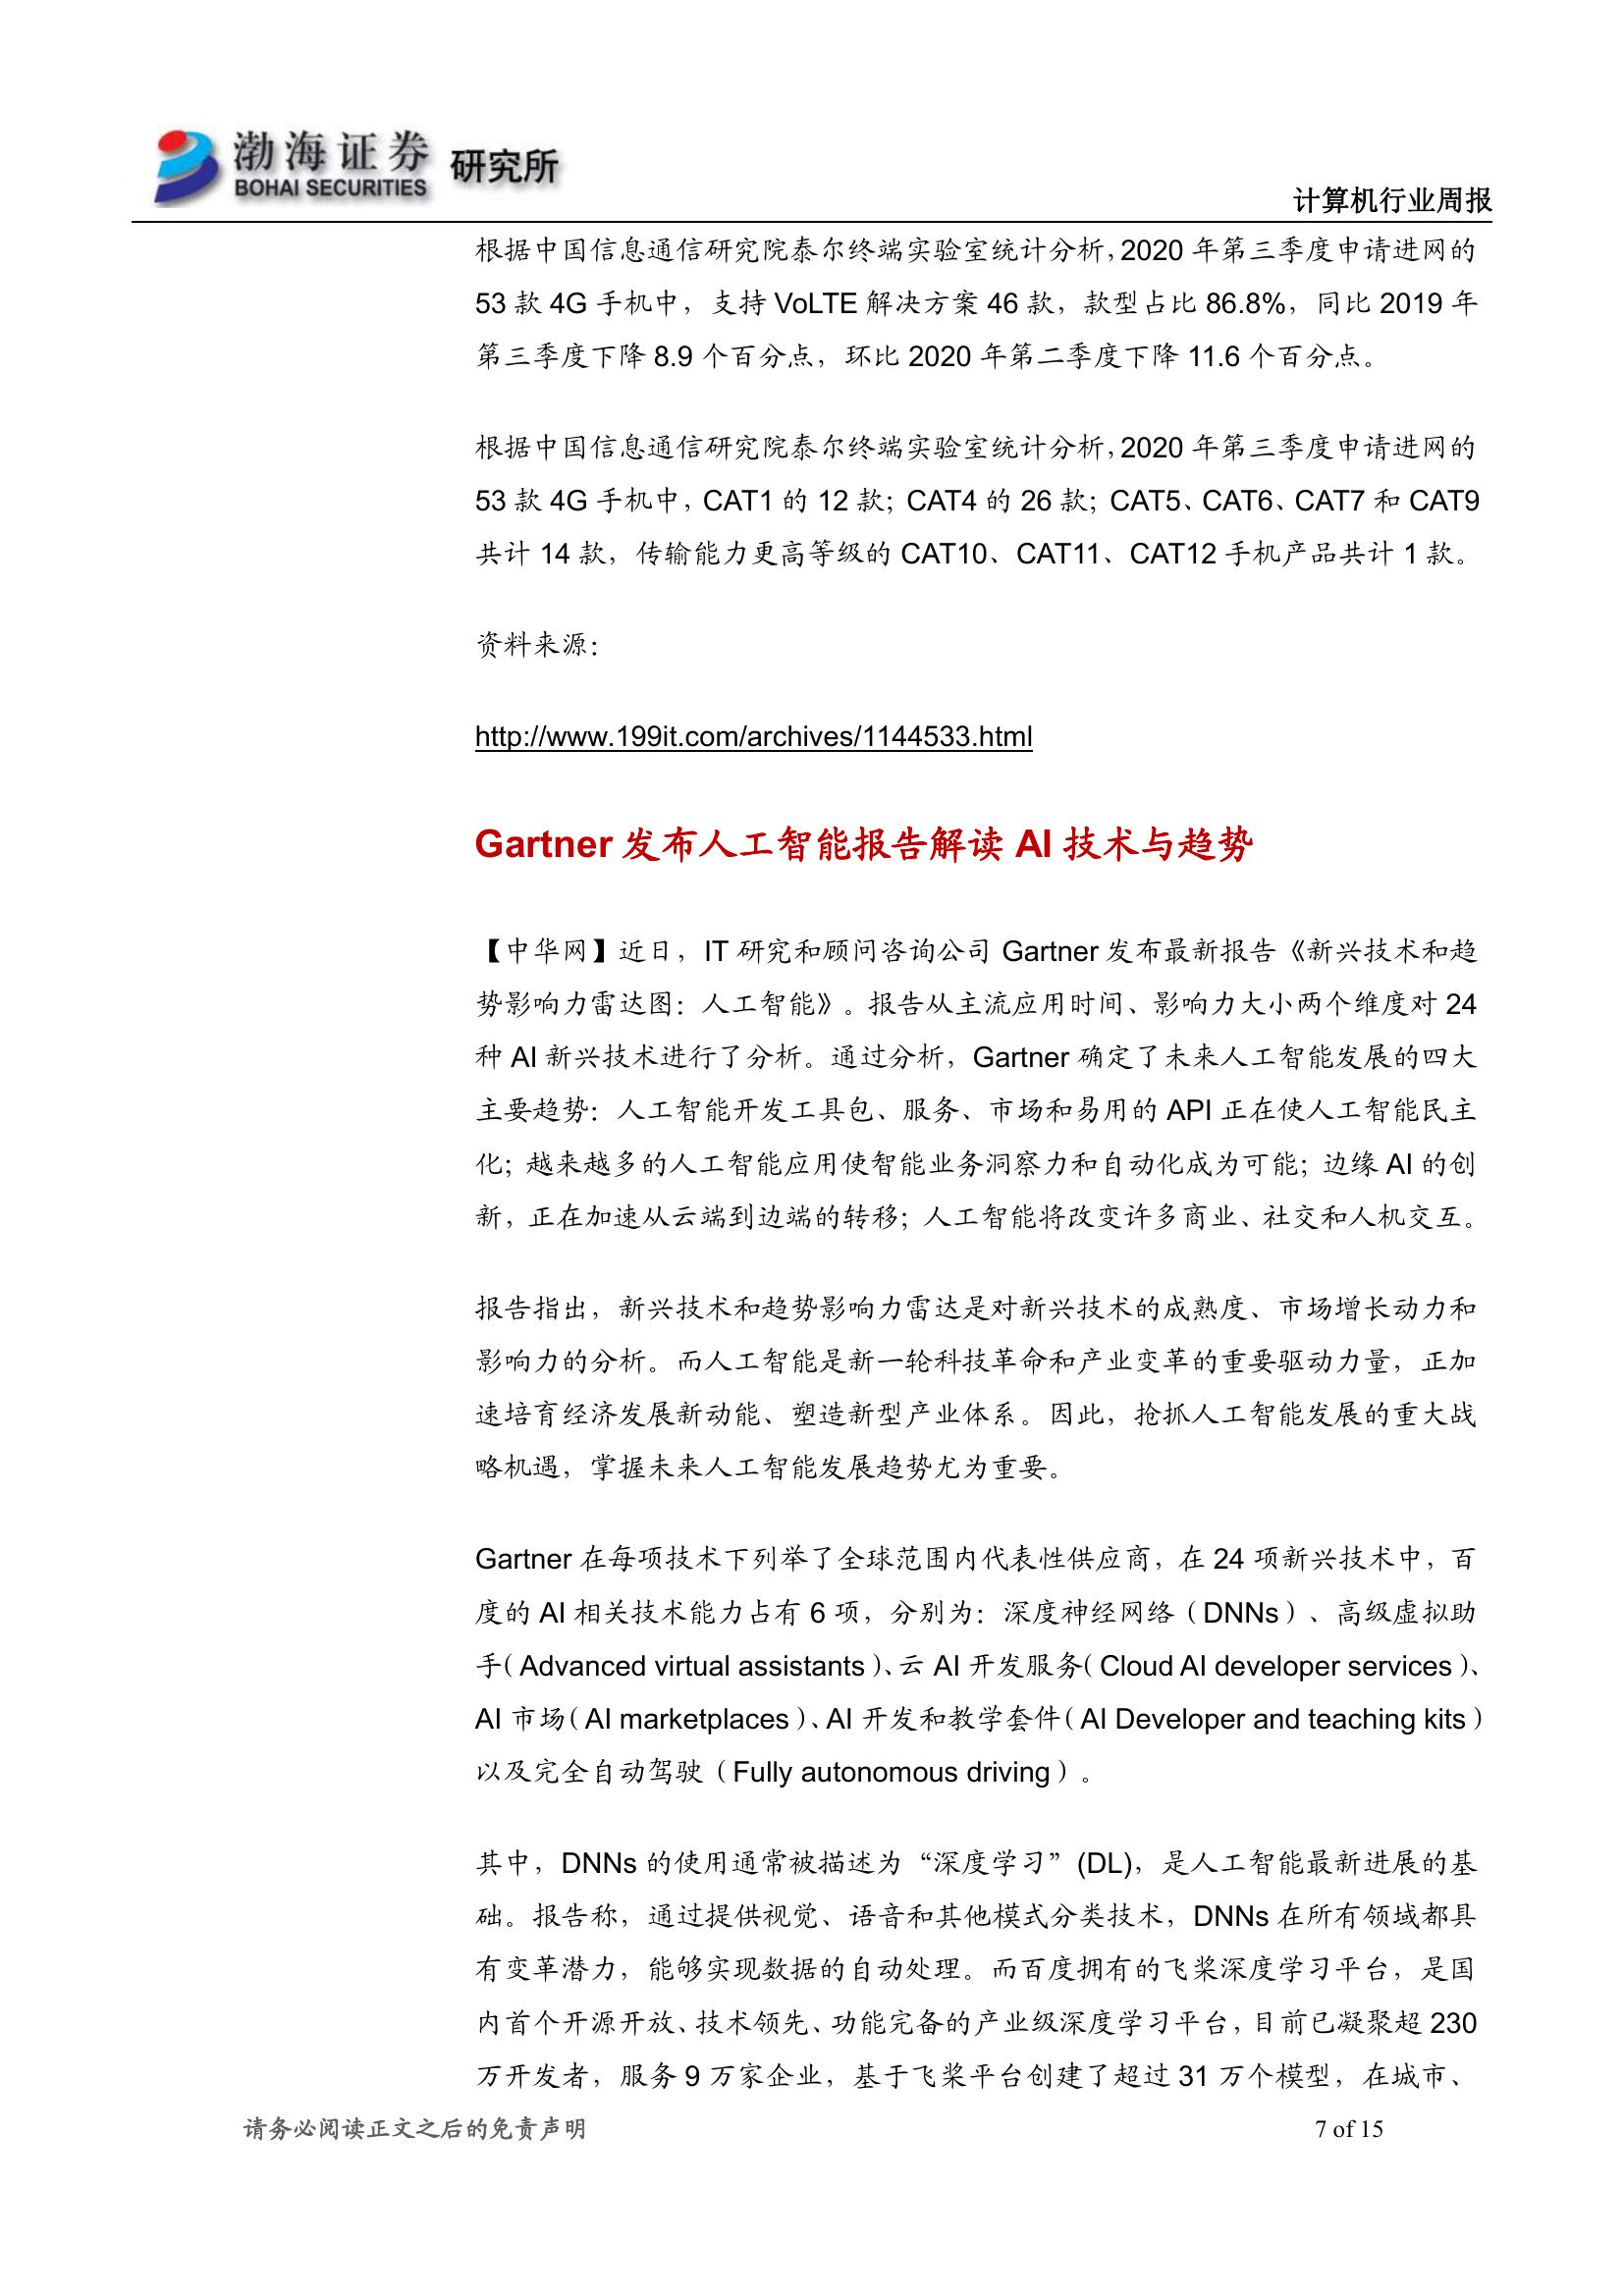 渤海证券 研究所
BOHAI SECURITIES
计算机行业周报
根据中国信息通信研究院泰尔终端实验室统计分析，2020 年第三季度申请进网的
53 款 4G 手机中，支持 VoLTE 解决方案 46 款，款型占比 86.8%，同比 2019 年
第三季度下降 8.9 个百分点，环比 2020 年第二季度下降 11.6 个百分点。
根据中国信息通信研究院泰尔终端实验室统计分析，2020 年第三季度申请进网的
53 款 4G 手机中，CAT1 的 12 款；CAT4 的 26 款；CAT5、CAT6、CAT7 和 CAT9
共计 14 款，传输能力更高等级的 CAT10、CAT11、CAT12 手机产品共计 1 款。
资料来源：
http://www.199it.com/archives/1144533.html
Gartner 发布人工智能报告解读 AI 技术与趋势
【中华网】近日，IT 研究和顾问咨询公司 Gartner 发布最新报告《新兴技术和趋
势影响力雷达图：人工智能》。报告从主流应用时间、影响力大小两个维度对 24
种 AI 新兴技术进行了分析。通过分析，Gartner 确定了未来人工智能发展的四大
主要趋势：人工智能开发工具包、服务、市场和易用的 API 正在使人工智能民主
化；越来越多的人工智能应用使智能业务洞察力和自动化成为可能；边缘 AI 的创
新，正在加速从云端到边端的转移；人工智能将改变许多商业、社交和人机交互。
报告指出，新兴技术和趋势影响力雷达是对新兴技术的成熟度、市场增长动力和
影响力的分析。而人工智能是新一轮科技革命和产业变革的重要驱动力量，正加
速培育经济发展新动能、塑造新型产业体系。因此，抢抓人工智能发展的重大战
略机遇，掌握未来人工智能发展趋势尤为重要。
Gartner 在每项技术下列举了全球范围内代表性供应商，在 24 项新兴技术中，百
度的 AI 相关技术能力占有 6 项，分别为：深度神经网络（DNNs）、高级虚拟助
手（Advanced virtual assistants）、云 AI 开发服务（Cloud AI developer services）、
AI 市场（AI marketplaces）、AI 开发和教学套件（AI Developer and teaching kits）
以及完全自动驾驶（Fully autonomous driving）。
其中，DNNs 的使用通常被描述为“深度学习”(DL)，是人工智能最新进展的基
础。报告称，通过提供视觉、语音和其他模式分类技术，DNNs 在所有领域都具
有变革潜力，能够实现数据的自动处理。而百度拥有的飞桨深度学习平台，是国
内首个开源开放、技术领先、功能完备的产业级深度学习平台，目前已凝聚超 230
万开发者，服务 9 万家企业，基于飞桨平台创建了超过 31 万个模型，在城市、
请务必阅读正文之后的免责声明
7 of 15